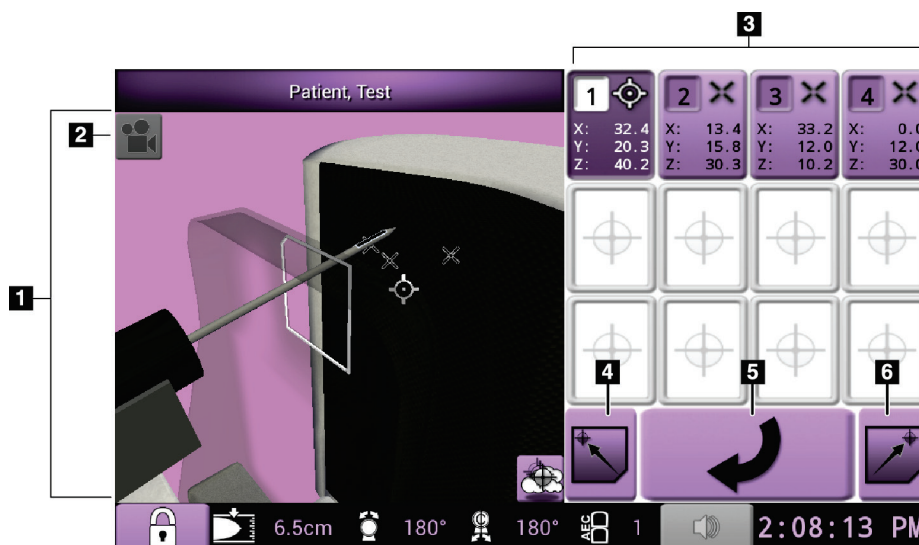 3
Patient, Test
1 2 3 4
X: 32.4 X: 13.4 X: 33.2 X: 0.0
Y: 20.3 Y: 15.8 Y: 12.0 Y: 12.0
Z: 40.2 Z: 30.3 Z: 10.2 Z: 30.0
2
1
4 5 6
6.5cm 180° 180° AEC 1 2:08:13 PM